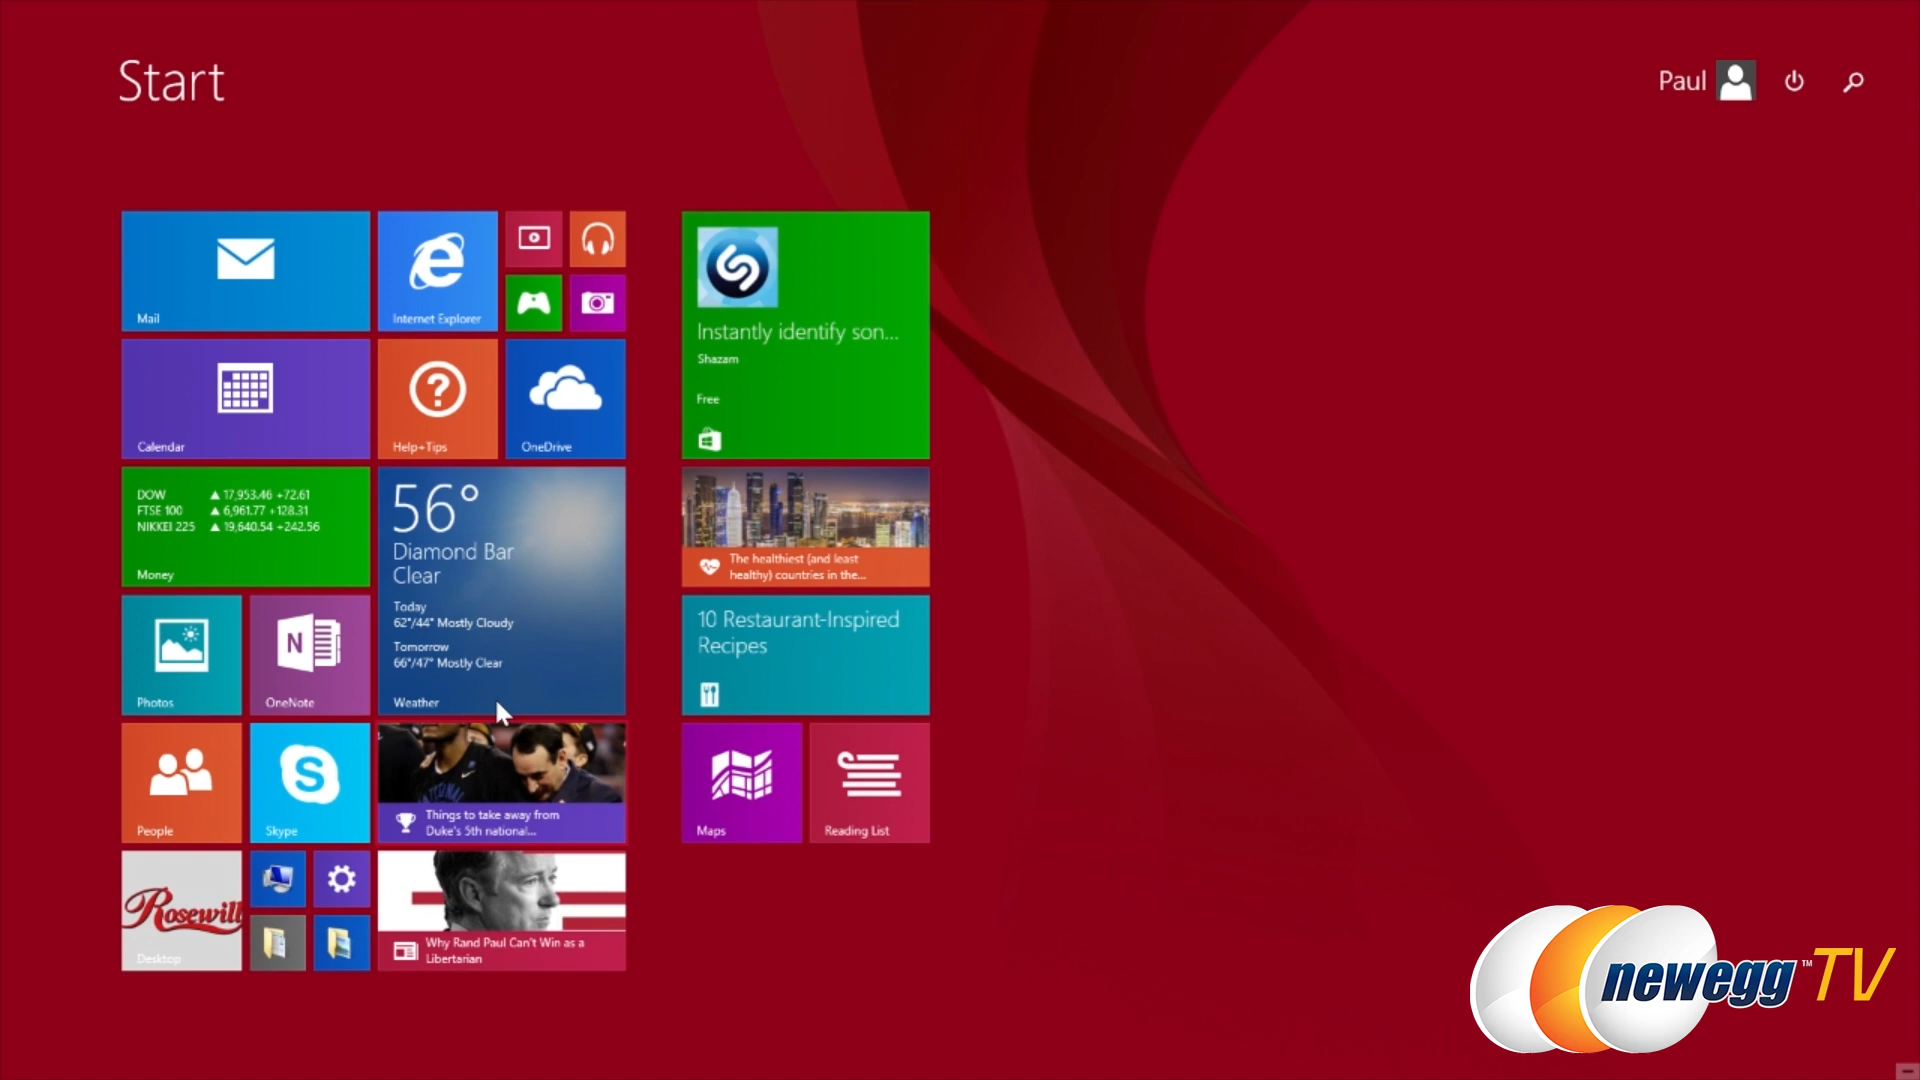 Start
Paul
Mail
Internet Explorer
Calendar
Help+Tips
OneDrive
DOW ▲ 17,953.46 +72.61
FTSE 100 ▲ 6,961.77 +128.31
NIKKEI 225 ▲ 19,640.54 +242.56
Money
56°
Diamond Bar
Clear
Today
62°/44° Mostly Cloudy
Tomorrow
66°/47° Mostly Clear
Weather
Photos
N
OneNote
People
S
Skype
Things to take away from
Duke's 5th national...
Rosewill
Desktop
Why Rand Paul Can't Win as a
Libertarian
Instantly identify son...
Shazam
Free
The healthiest (and least
healthy) countries in the...
10 Restaurant-Inspired
Recipes
Maps
Reading List
newegg™TV